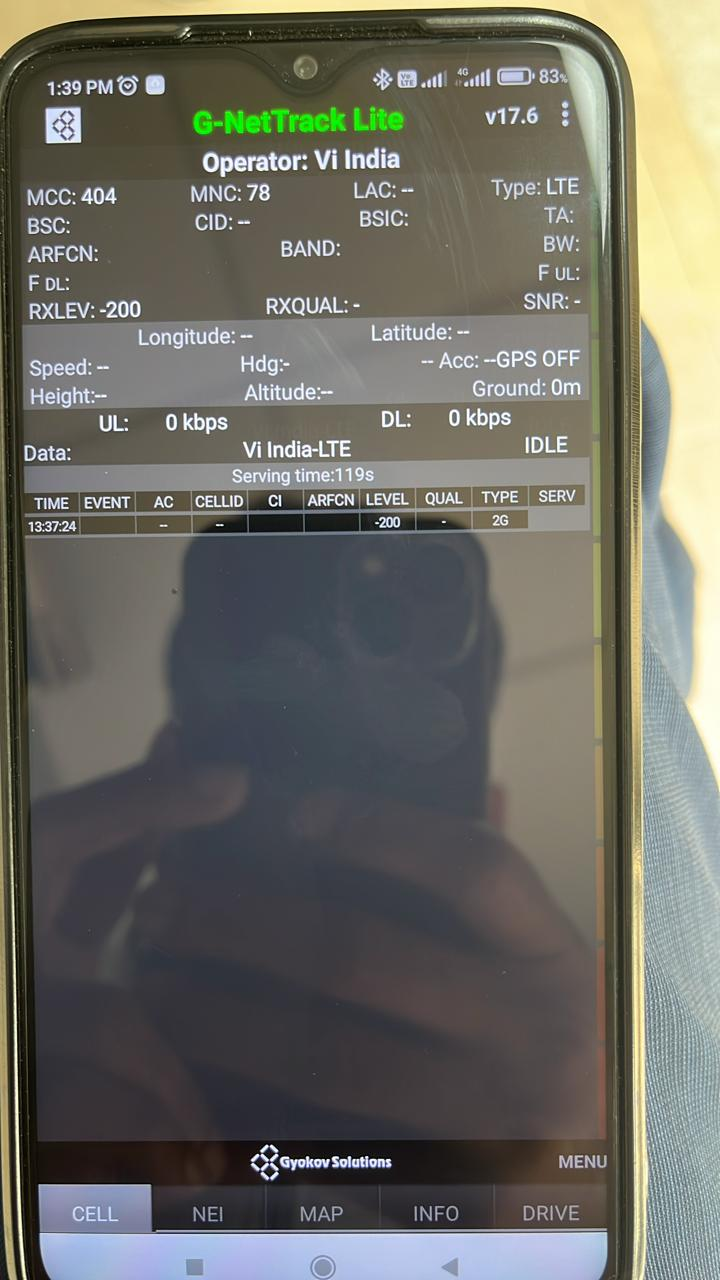 1:39 PM Vo LTE 4G 83%
G-NetTrack Lite v17.6
Operator: Vi India
MCC: 404 MNC: 78 LAC: -- Type: LTE
BSC: CID: -- BSIC: TA:
ARFCN: BAND: BW:
F DL: F UL:
RXLEV: -200 RXQUAL: - SNR: -
Longitude: -- Latitude: --
Speed: -- Hdg:- -- Acc: --GPS OFF
Height:-- Altitude:-- Ground: 0m
UL: 0 kbps DL: 0 kbps
Data: Vi India-LTE IDLE
Serving time:119s
TIME EVENT AC CELLID CI ARFCN LEVEL QUAL TYPE SERV
13:37:24 -- -- -200 - 2G
Gyokov Solutions MENU
CELL NEI MAP INFO DRIVE